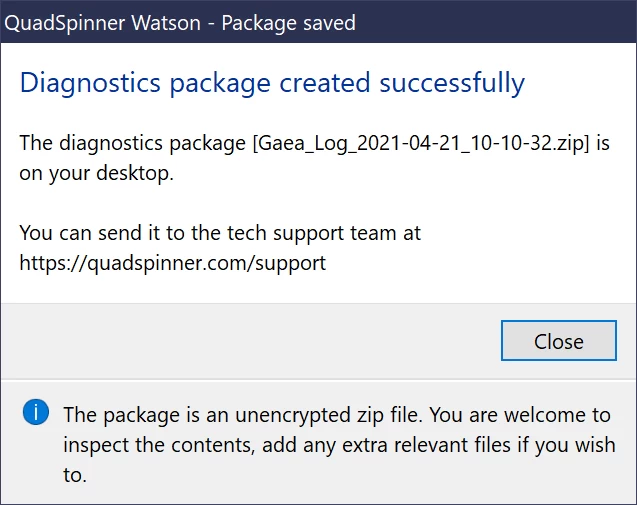 QuadSpinner Watson - Package saved
Diagnostics package created successfully
The diagnostics package [Gaea_Log_2021-04-21_10-10-32.zip] is
on your desktop.
You can send it to the tech support team at
https://quadspinner.com/support
Close
The package is an unencrypted zip file. You are welcome to
inspect the contents, add any extra relevant files if you wish
to.